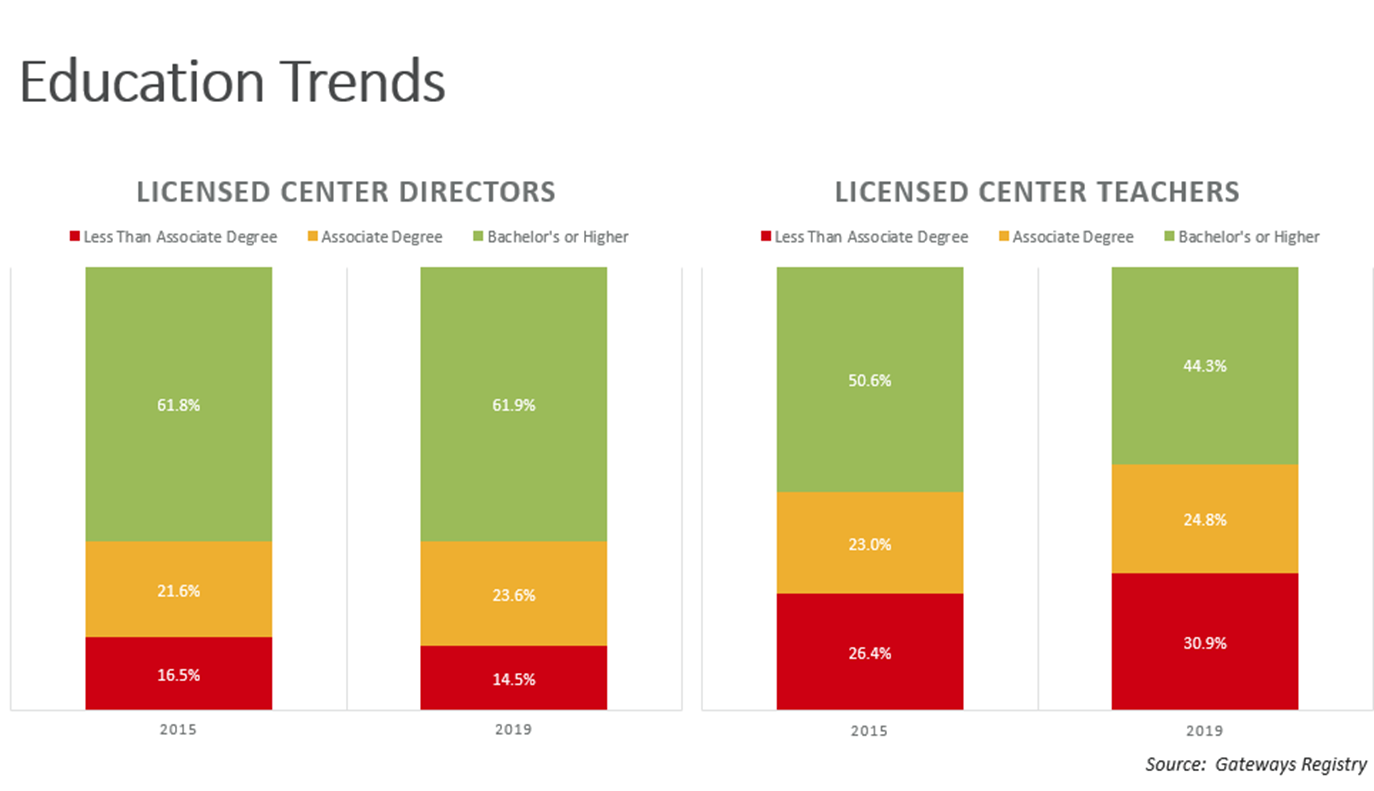 Education Trends
LICENSED CENTER DIRECTORS
Less Than Associate Degree Associate Degree Bachelor's or Higher
61.8% 61.9%
21.6% 23.6%
16.5% 14.5%
2015 2019
LICENSED CENTER TEACHERS
Less Than Associate Degree Associate Degree Bachelor's or Higher
50.6% 44.3%
23.0% 24.8%
26.4% 30.9%
2015 2019
Source: Gateways Registry